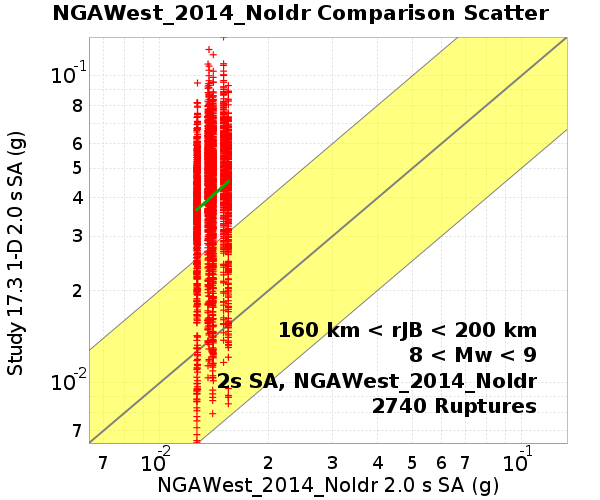 NGAWest_2014_NoIdr Comparison Scatter
Study 17.3 1-D 2.0 s SA (g)
10-1
8
6
5
4
3
2
10-2
7
160 km < rJB < 200 km
8 < Mw < 9
2s SA, NGAWest_2014_NoIdr
2740 Ruptures
7 10-2 2 3 4 5 6 7 8 10-1
NGAWest_2014_NoIdr 2.0 s SA (g)